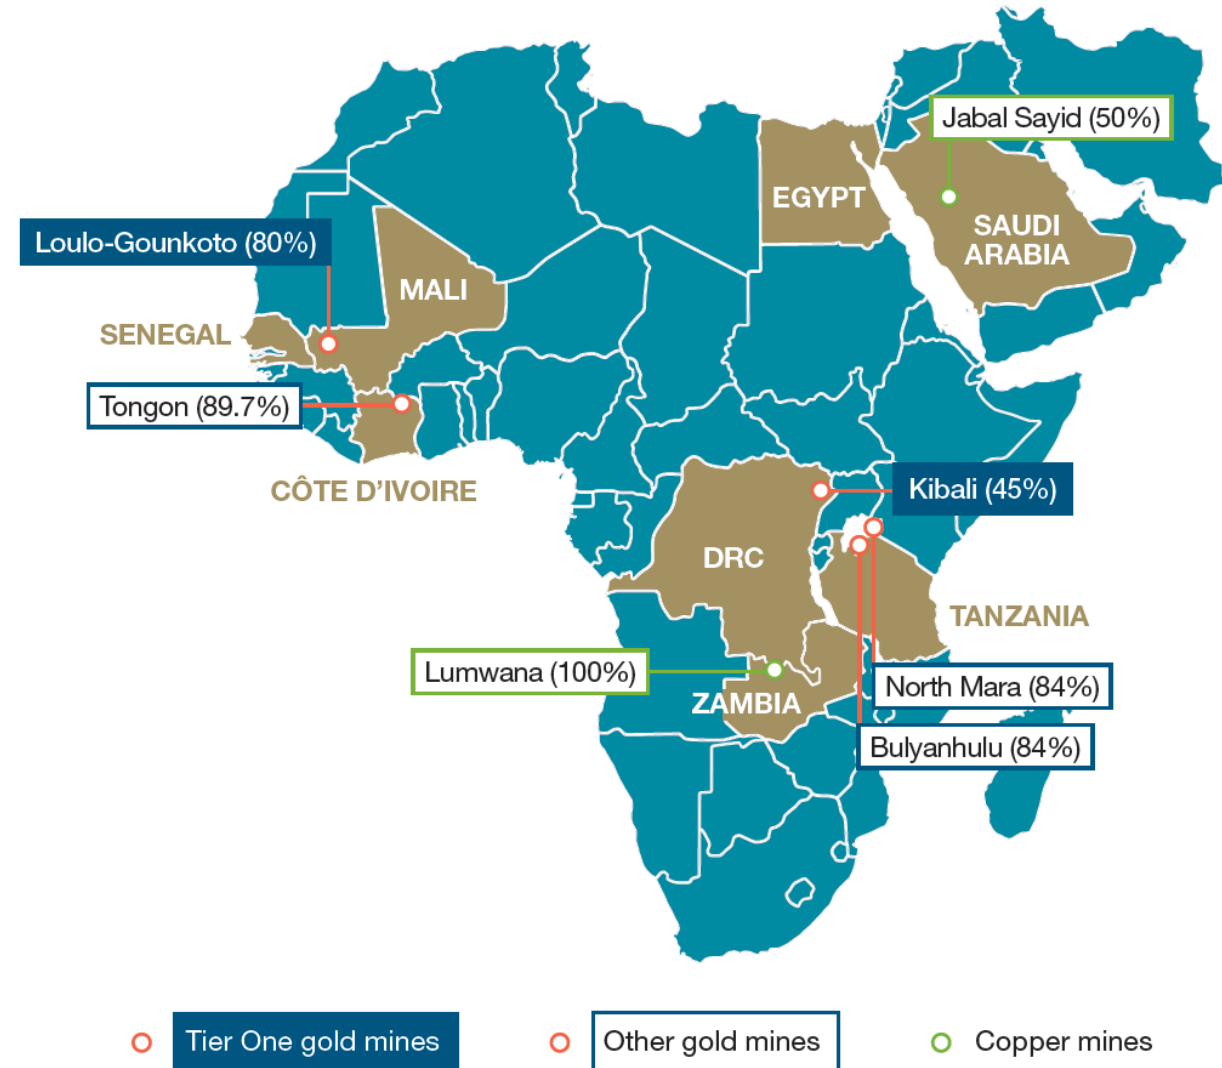 Jabal Sayid (50%)
EGYPT
SAUDI
ARABIA
Loulo-Gounkoto (80%)
MALI
SENEGAL
Tongon (89.7%)
CÔTE D’IVOIRE
Kibali (45%)
DRC
TANZANIA
Lumwana (100%)
ZAMBIA
North Mara (84%)
Bulyanhulu (84%)
Tier One gold mines
Other gold mines
Copper mines